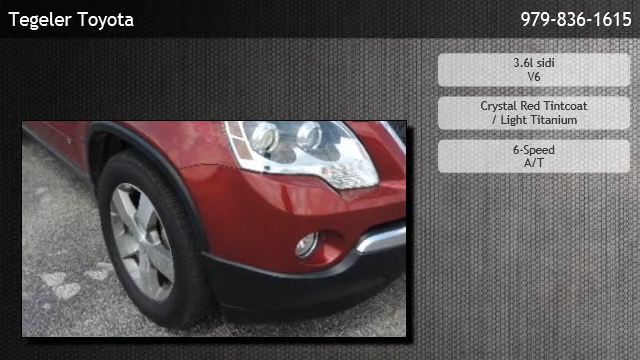 Tegeler Toyota
979-836-1615
3.6l sidi
V6
Crystal Red Tintcoat
/ Light Titanium
6-Speed
A/T